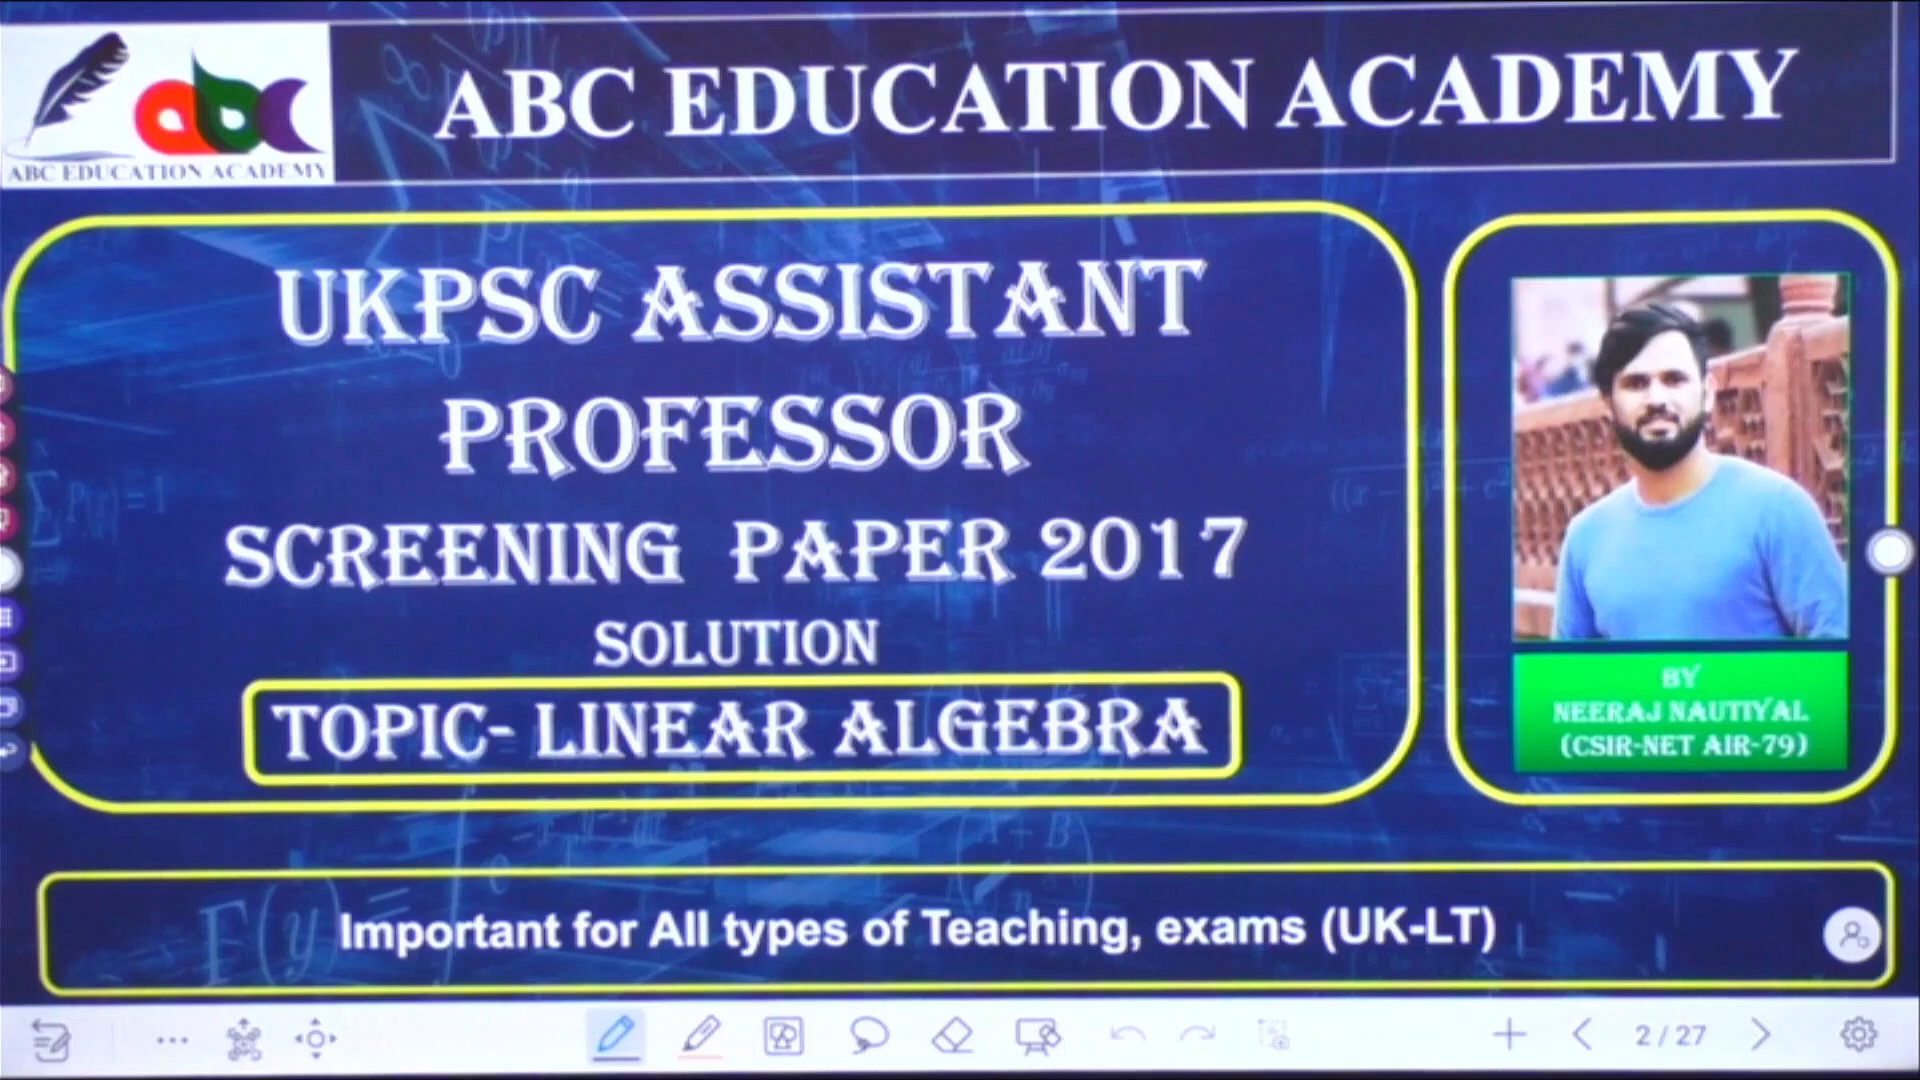 abc
ABC EDUCATION ACADEMY
ABC EDUCATION ACADEMY
UKPSC ASSISTANT
PROFESSOR
SCREENING PAPER 2017
SOLUTION
TOPIC- LINEAR ALGEBRA
BY
NEERAJ NAUTIYAL
(CSIR-NET AIR-79)
Important for All types of Teaching, exams (UK-LT)
2 / 27